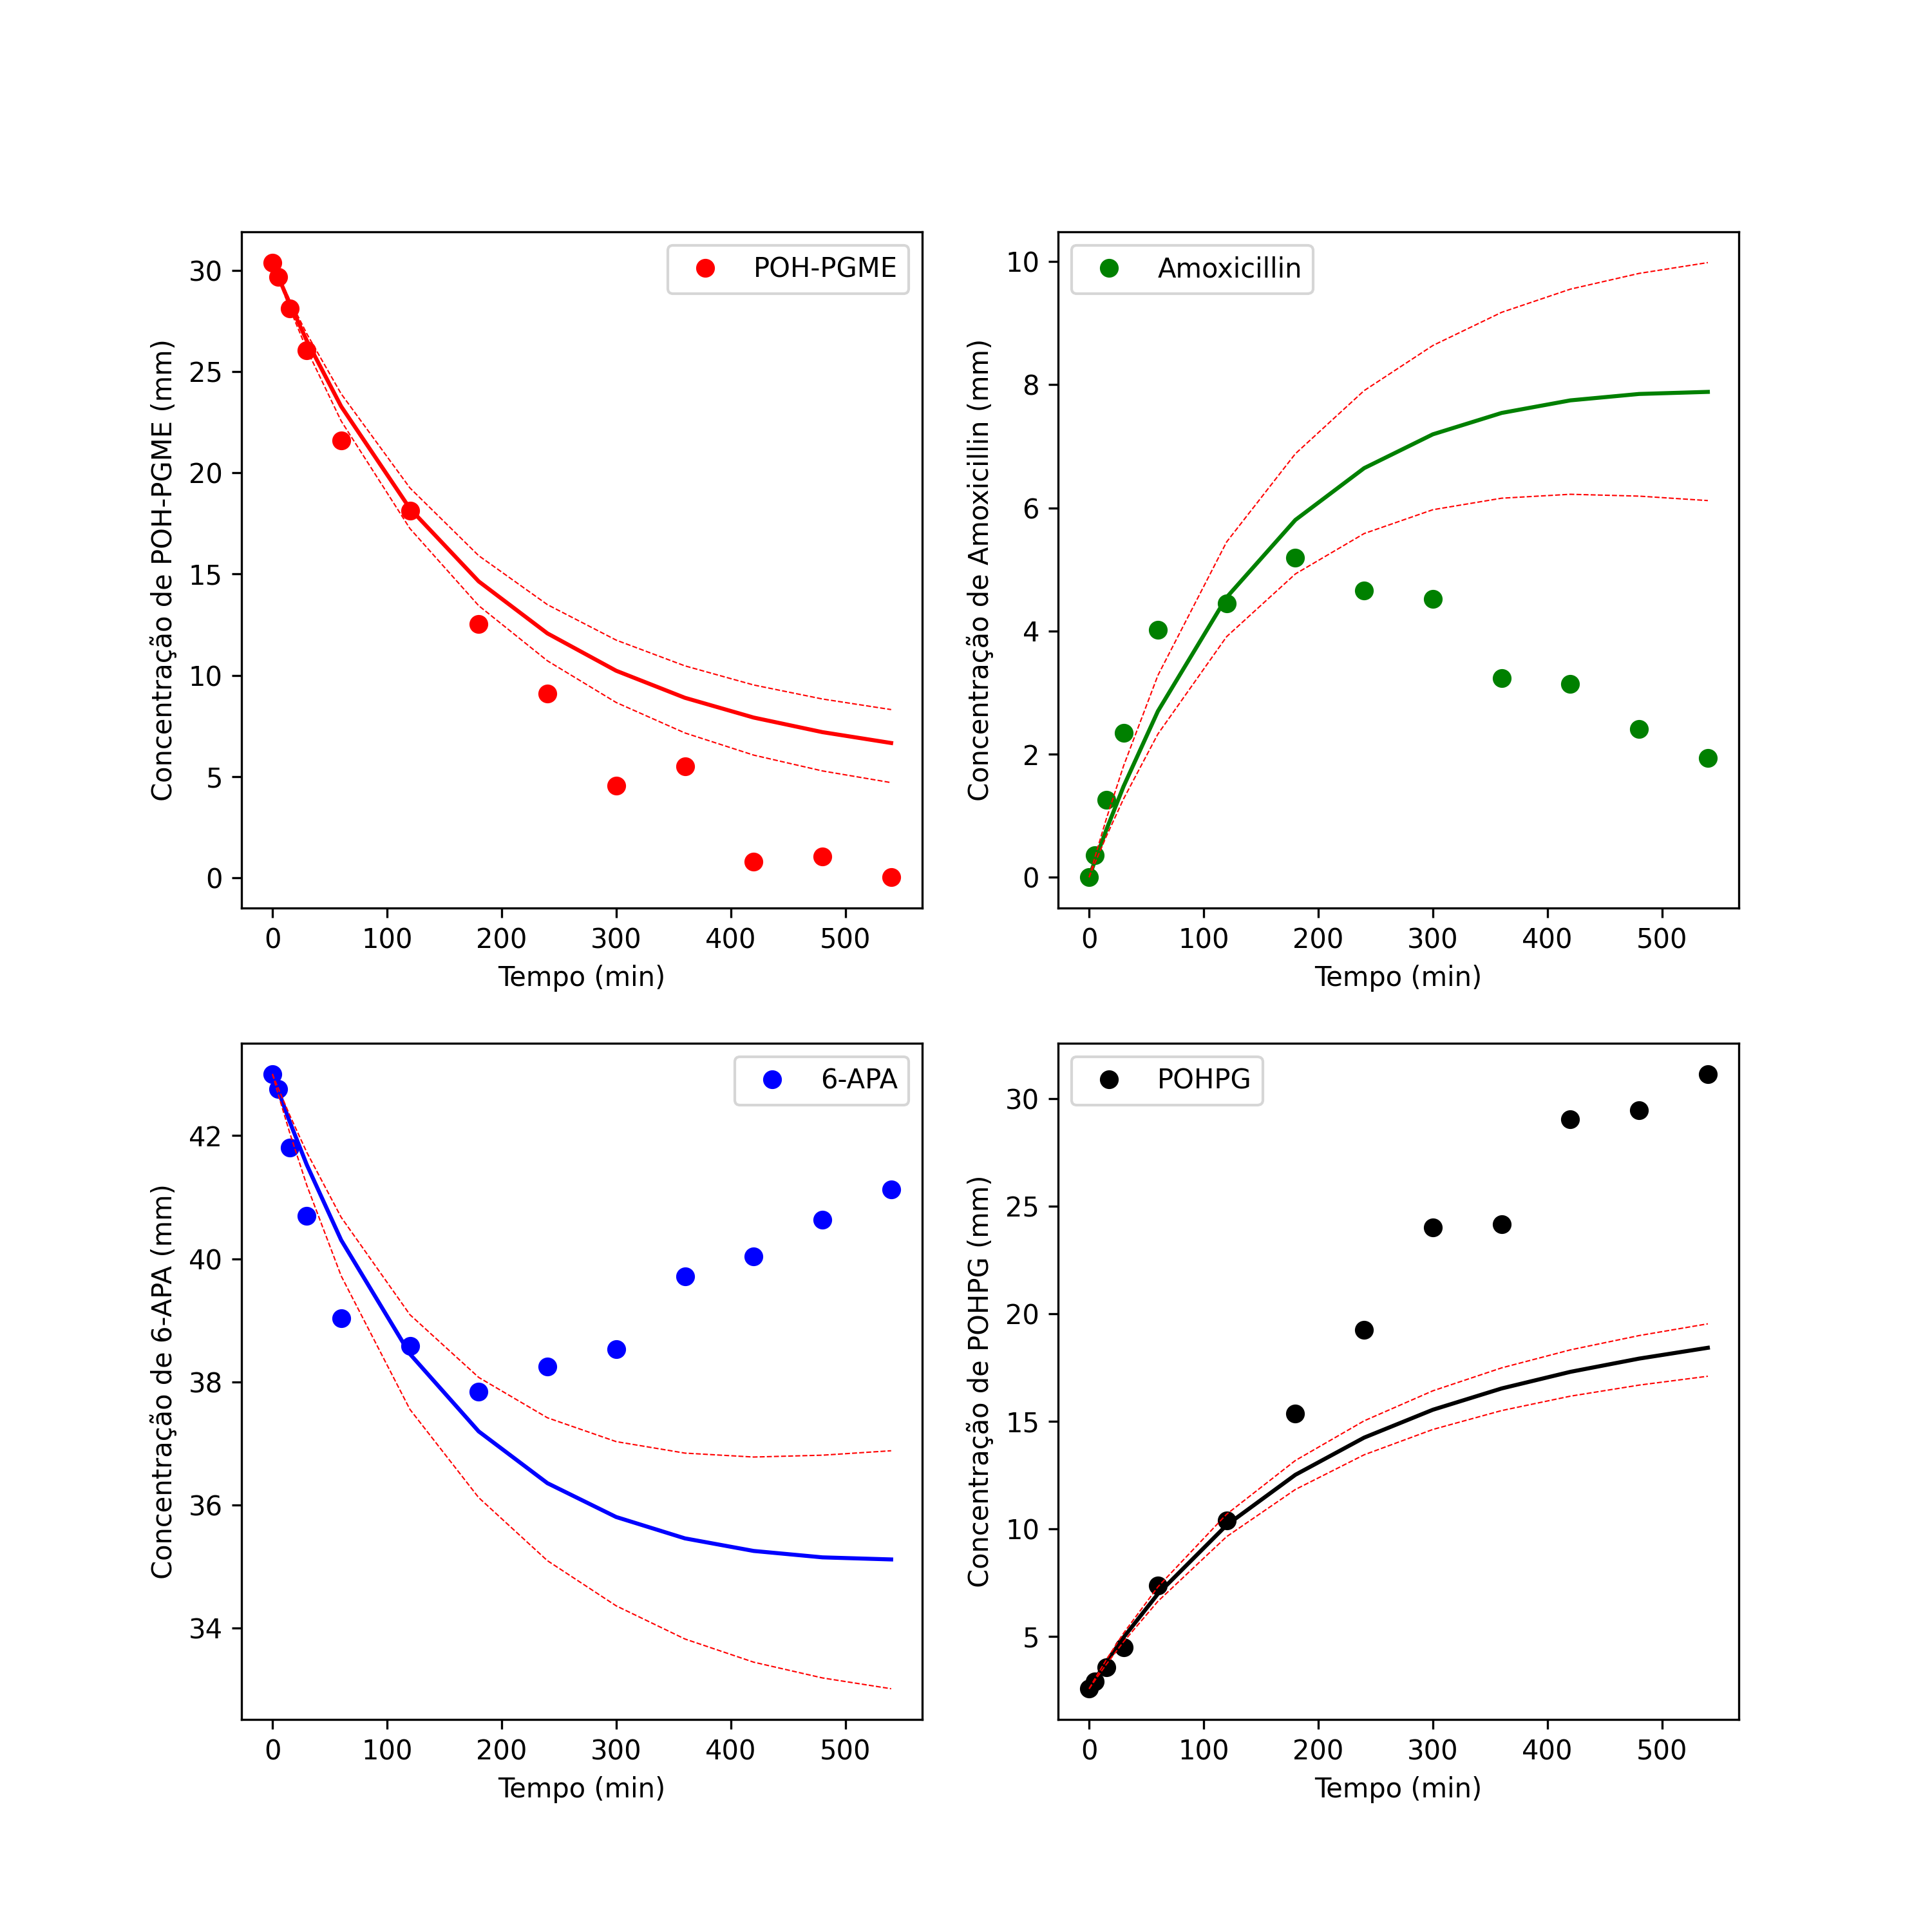 POH-PGME
Concentração de POH-PGME (mm)
30
25
20
15
10
5
0
0 100 200 300 400 500
Tempo (min)
Amoxicillin
Concentração de Amoxicillin (mm)
10
8
6
4
2
0
0 100 200 300 400 500
Tempo (min)
6-APA
Concentração de 6-APA (mm)
42
40
38
36
34
0 100 200 300 400 500
Tempo (min)
POHPG
Concentração de POHPG (mm)
30
25
20
15
10
5
0 100 200 300 400 500
Tempo (min)